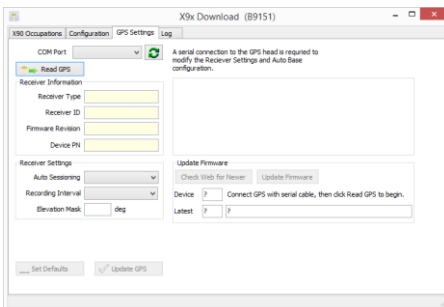 X9x Download (B9151)
X90 Occupations Configuration GPS Settings Log
COM Port
Read GPS
A serial connection to the GPS head is requried to
modify the Reciever Settings and Auto Base
configuration.
Receiver Information
Receiver Type
Receiver ID
Firmware Revision
Device PN
Receiver Settings
Auto Sessioning
Recording Interval
Elevation Mask deg
Update Firmware
Check Web for Newer Update Firmware
Device ? Connect GPS with serial cable, then click Read GPS to begin.
Latest ? ?
Set Defaults Update GPS